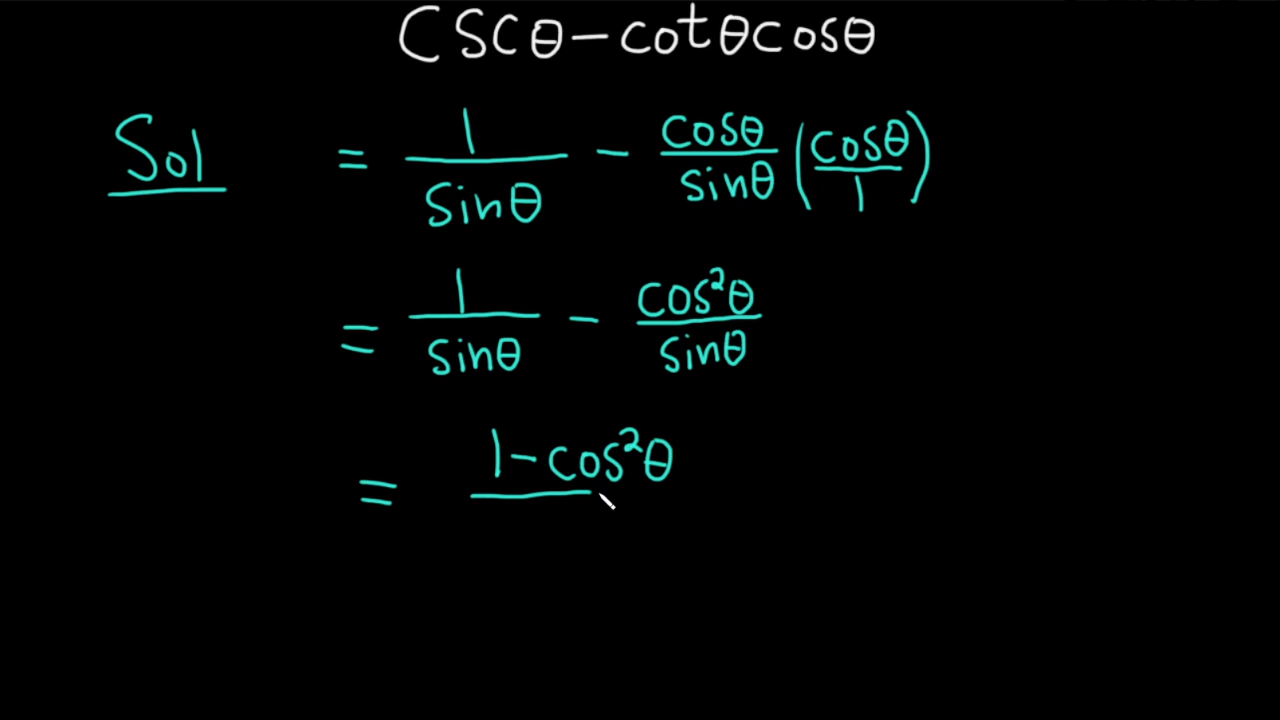 cscθ-cotθcosθ
Sol = 1/sinθ - cosθ/sinθ (cosθ/1)
= 1/sinθ - cos²θ/sinθ
= 1-cos²θ